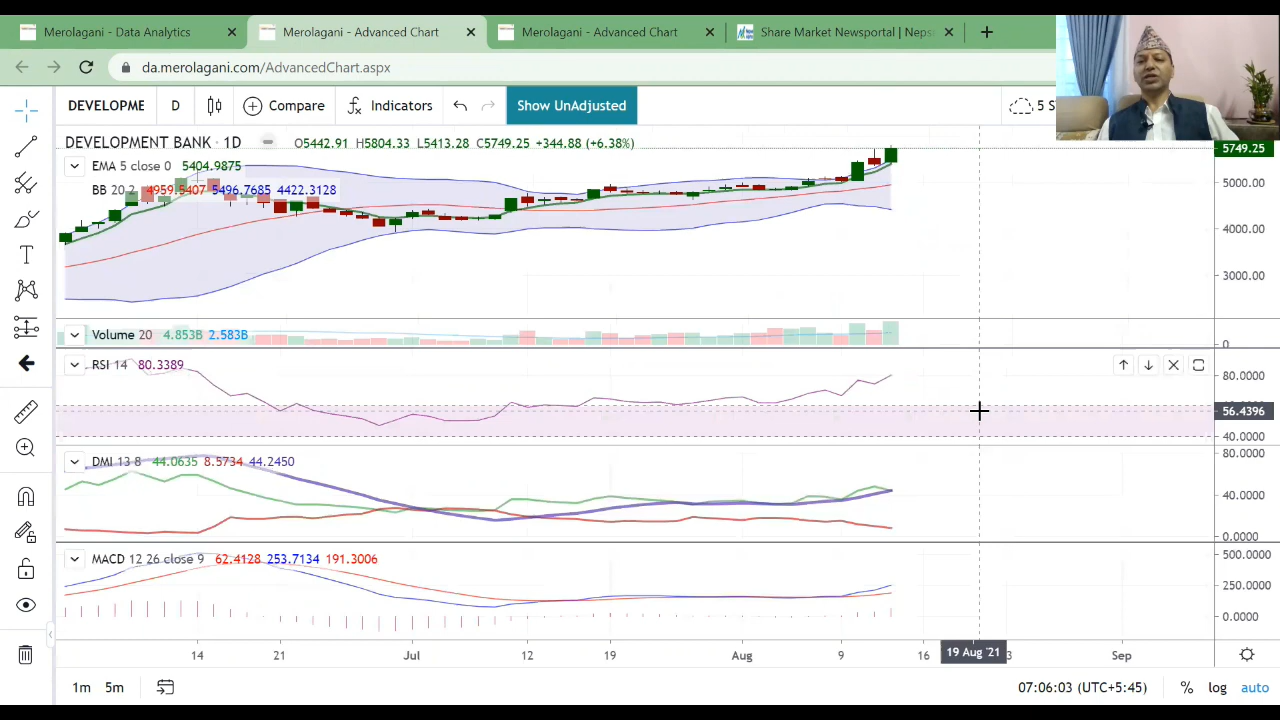 Merolagani - Data Analytics
Merolagani - Advanced Chart
Merolagani - Advanced Chart
Share Market Newsportal | Neps
da.merolagani.com/AdvancedChart.aspx
DEVELOPME D Compare Indicators Show UnAdjusted 5 S
DEVELOPMENT BANK · 1D O5442.91 H5804.33 L5413.28 C5749.25 +344.88 (+6.38%)
5749.25
EMA 5 close 0 5404.9875
BB 20 2 4959.5407 5496.7685 4422.3128
5000.00
4000.00
3000.00
Volume 20 4.853B 2.583B
0
RSI 14 80.3389
80.0000
56.4396
40.0000
DMI 13 8 44.0635 8.5734 44.2450
80.0000
40.0000
0.0000
MACD 12 26 close 9 62.4128 253.7134 191.3006
500.0000
250.0000
0.0000
14 21 Jul 12 19 Aug 9 16 19 Aug '21 3 Sep
1m 5m 07:06:03 (UTC+5:45) % log auto